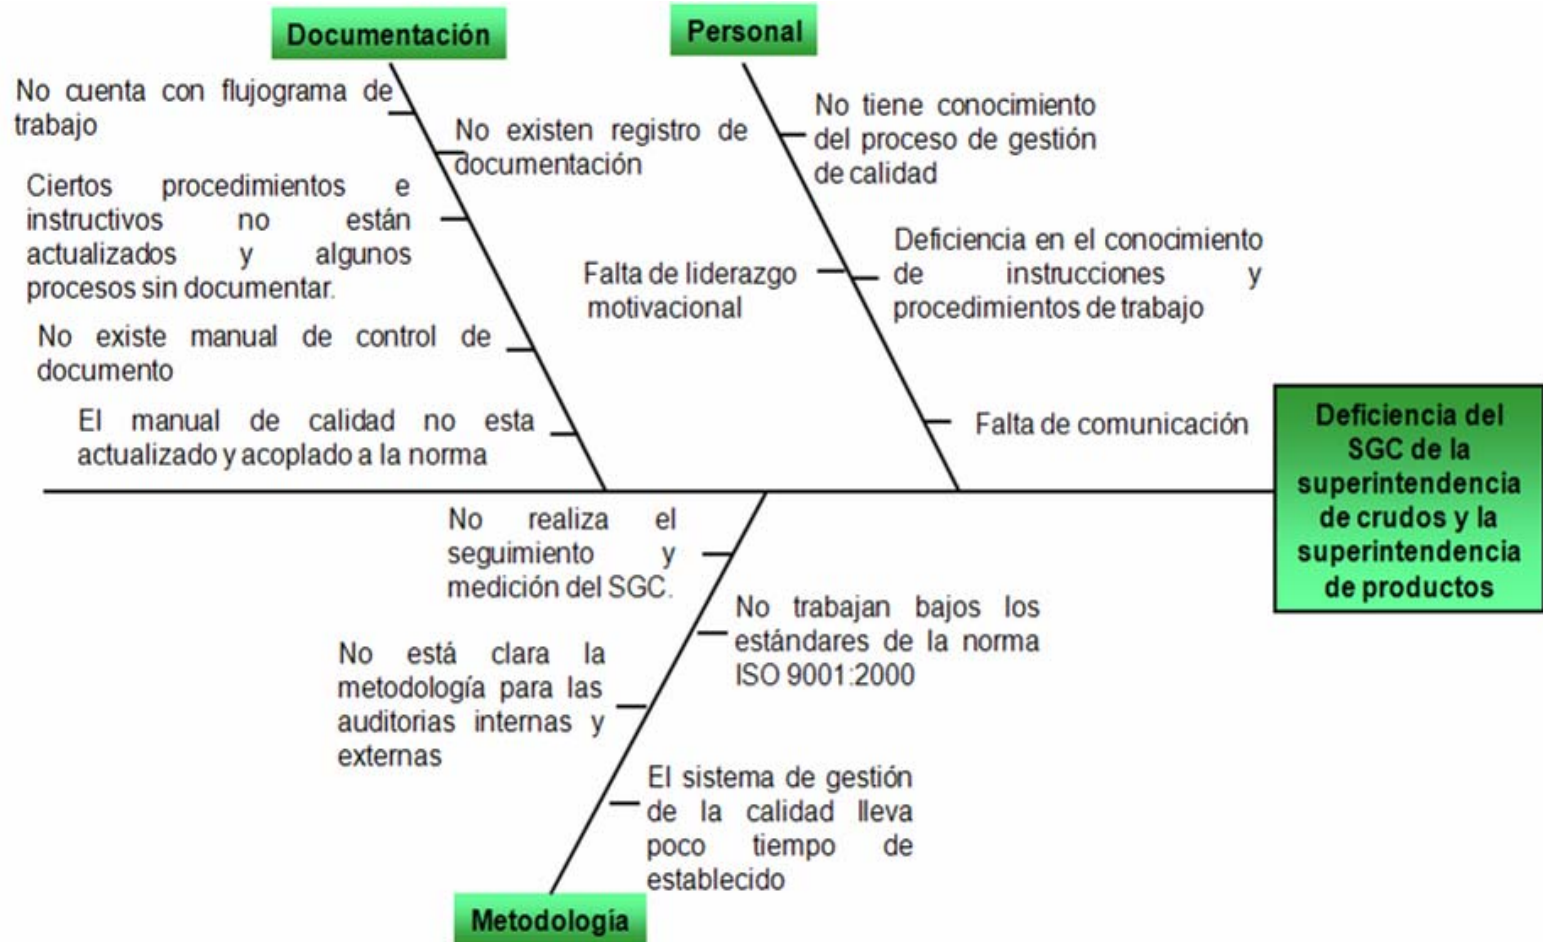 Documentación
Personal
No cuenta con flujograma de
trabajo
No existen registro de
documentación
Ciertos procedimientos e
instructivos no están
actualizados y algunos
procesos sin documentar.
No existe manual de control de
documento
El manual de calidad no esta
actualizado y acoplado a la norma
No tiene conocimiento
del proceso de gestión
de calidad
Falta de liderazgo
motivacional
Deficiencia en el conocimiento
de instrucciones y
procedimientos de trabajo
Falta de comunicación
Deficiencia del
SGC de la
superintendencia
de crudos y la
superintendencia
de productos
No realiza el
seguimiento y
medición del SGC.
No trabajan bajos los
estándares de la norma
ISO 9001:2000
No está clara la
metodología para las
auditorias internas y
externas
El sistema de gestión
de la calidad lleva
poco tiempo de
establecido
Metodología